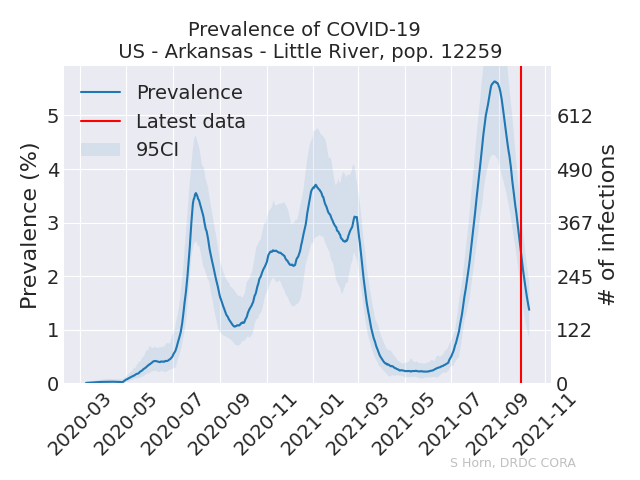 Prevalence of COVID-19
US - Arkansas - Little River, pop. 12259
Prevalence
Latest data
95CI
Prevalence (%)
5
4
3
2
1
0
# of infections
612
490
367
245
122
0
2020-03
2020-05
2020-07
2020-09
2020-11
2021-01
2021-03
2021-05
2021-07
2021-09
2021-11
S Horn, DRDC CORA